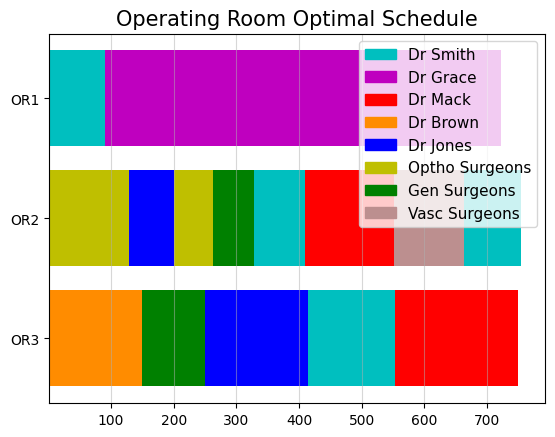 Operating Room Optimal Schedule
Dr Smith
Dr Grace
Dr Mack
Dr Brown
Dr Jones
Optho Surgeons
Gen Surgeons
Vasc Surgeons
OR1
OR2
OR3
100 200 300 400 500 600 700